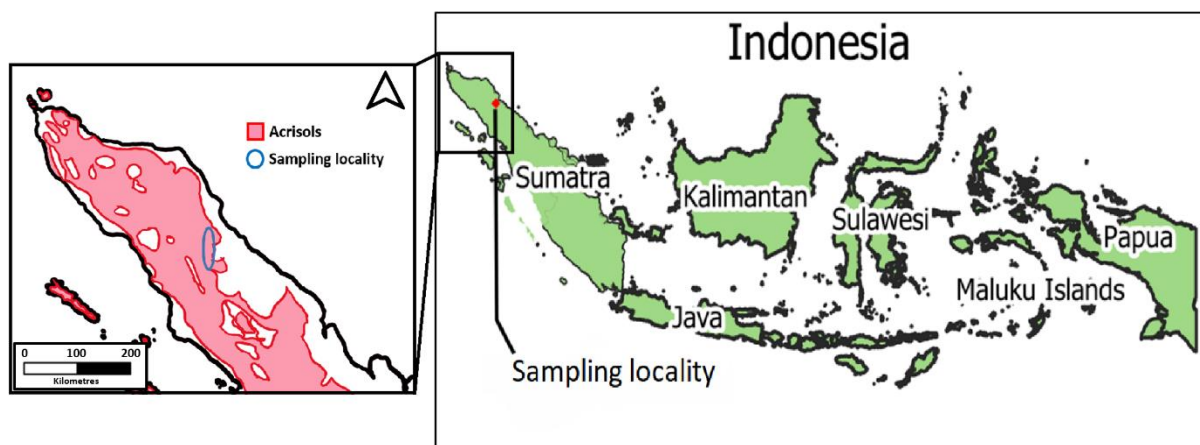 Acrisols
Sampling locality
0 100 200
Kilometres
Indonesia
Sumatra
Kalimantan
Sulawesi
Papua
Maluku Islands
Java
Sampling locality